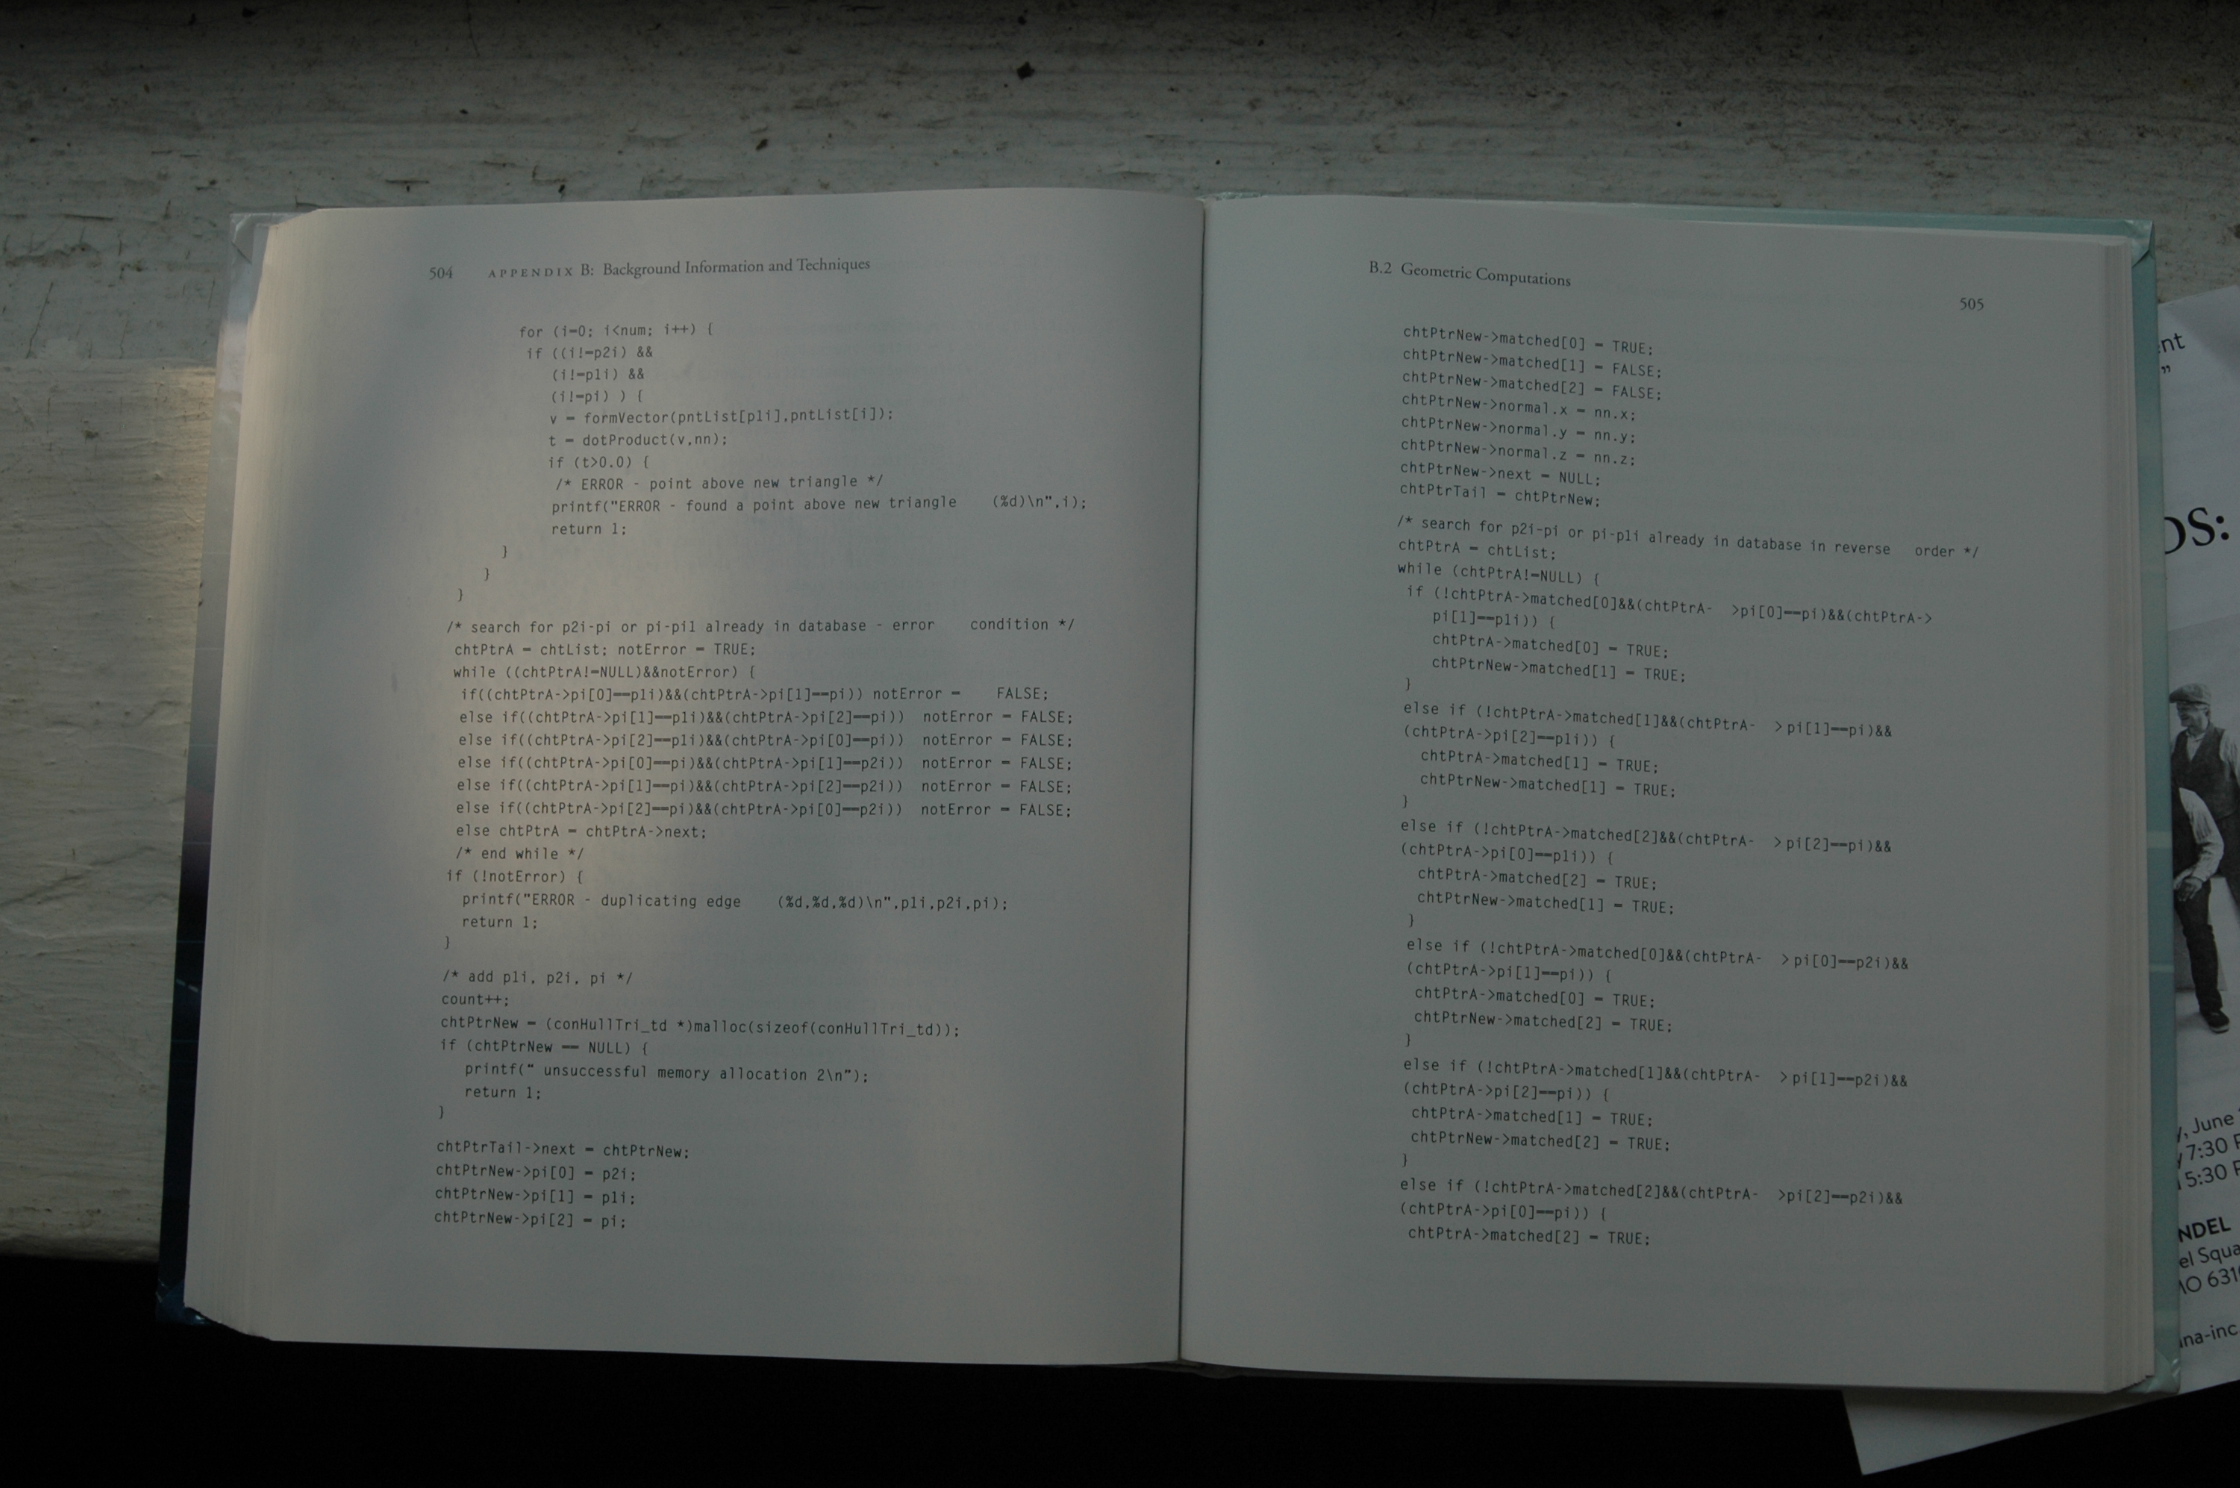 504 APPENDIX B: Background Information and Techniques
for (i=0; i<num; i++) {
if ((i!=p2i) &&
(i!=p1i) &&
(i!=pi) ) {
v = formVector(pntList[p1i],pntList[i]);
t = dotProduct(v,nn);
if (t>0.0) {
/* ERROR - point above new triangle */
printf("ERROR - found a point above new triangle (%d)\n",i);
return 1;
}
}
}
/* search for p2i-pi or pi-pi1 already in database - error condition */
chtPtrA = chtList; notError = TRUE;
while ((chtPtrA!=NULL)&&notError) {
if((chtPtrA->pi[0]==p1i)&&(chtPtrA->pi[1]==pi)) notError = FALSE;
else if((chtPtrA->pi[1]==p1i)&&(chtPtrA->pi[2]==pi)) notError = FALSE;
else if((chtPtrA->pi[2]==p1i)&&(chtPtrA->pi[0]==pi)) notError = FALSE;
else if((chtPtrA->pi[0]==pi)&&(chtPtrA->pi[1]==p2i)) notError = FALSE;
else if((chtPtrA->pi[1]==pi)&&(chtPtrA->pi[2]==p2i)) notError = FALSE;
else if((chtPtrA->pi[2]==pi)&&(chtPtrA->pi[0]==p2i)) notError = FALSE;
else chtPtrA = chtPtrA->next;
/* end while */
if (!notError) {
printf("ERROR - duplicating edge (%d,%d,%d)\n",p1i,p2i,pi);
return 1;
}
/* add p1i, p2i, pi */
count++;
chtPtrNew = (conHullTri_td *)malloc(sizeof(conHullTri_td));
if (chtPtrNew == NULL) {
printf(" unsuccessful memory allocation 2\n");
return 1;
}
chtPtrTail->next = chtPtrNew;
chtPtrNew->pi[0] = p2i;
chtPtrNew->pi[1] = p1i;
chtPtrNew->pi[2] = pi;
B.2 Geometric Computations
505
chtPtrNew->matched[0] = TRUE;
chtPtrNew->matched[1] = FALSE;
chtPtrNew->matched[2] = FALSE;
chtPtrNew->normal.x = nn.x;
chtPtrNew->normal.y = nn.y;
chtPtrNew->normal.z = nn.z;
chtPtrNew->next = NULL;
chtPtrTail = chtPtrNew;
/* search for p2i-pi or pi-p1i already in database in reverse order */
chtPtrA = chtList;
while (chtPtrA!=NULL) {
if (!chtPtrA->matched[0]&&(chtPtrA- >pi[0]==pi)&&(chtPtrA->
pi[1]==p1i)) {
chtPtrA->matched[0] = TRUE;
chtPtrNew->matched[1] = TRUE;
}
else if (!chtPtrA->matched[1]&&(chtPtrA- >pi[1]==pi)&&
(chtPtrA->pi[2]==p1i)) {
chtPtrA->matched[1] = TRUE;
chtPtrNew->matched[1] = TRUE;
}
else if (!chtPtrA->matched[2]&&(chtPtrA- >pi[2]==pi)&&
(chtPtrA->pi[0]==p1i)) {
chtPtrA->matched[2] = TRUE;
chtPtrNew->matched[1] = TRUE;
}
else if (!chtPtrA->matched[0]&&(chtPtrA- >pi[0]==p2i)&&
(chtPtrA->pi[1]==pi)) {
chtPtrA->matched[0] = TRUE;
chtPtrNew->matched[2] = TRUE;
}
else if (!chtPtrA->matched[1]&&(chtPtrA- >pi[1]==p2i)&&
(chtPtrA->pi[2]==pi)) {
chtPtrA->matched[1] = TRUE;
chtPtrNew->matched[2] = TRUE;
}
else if (!chtPtrA->matched[2]&&(chtPtrA- >pi[2]==p2i)&&
(chtPtrA->pi[0]==pi)) {
chtPtrA->matched[2] = TRUE;
nt
"
OS:
, June
7:30
5:30
NDEL
el Squa
MO 631
na-inc